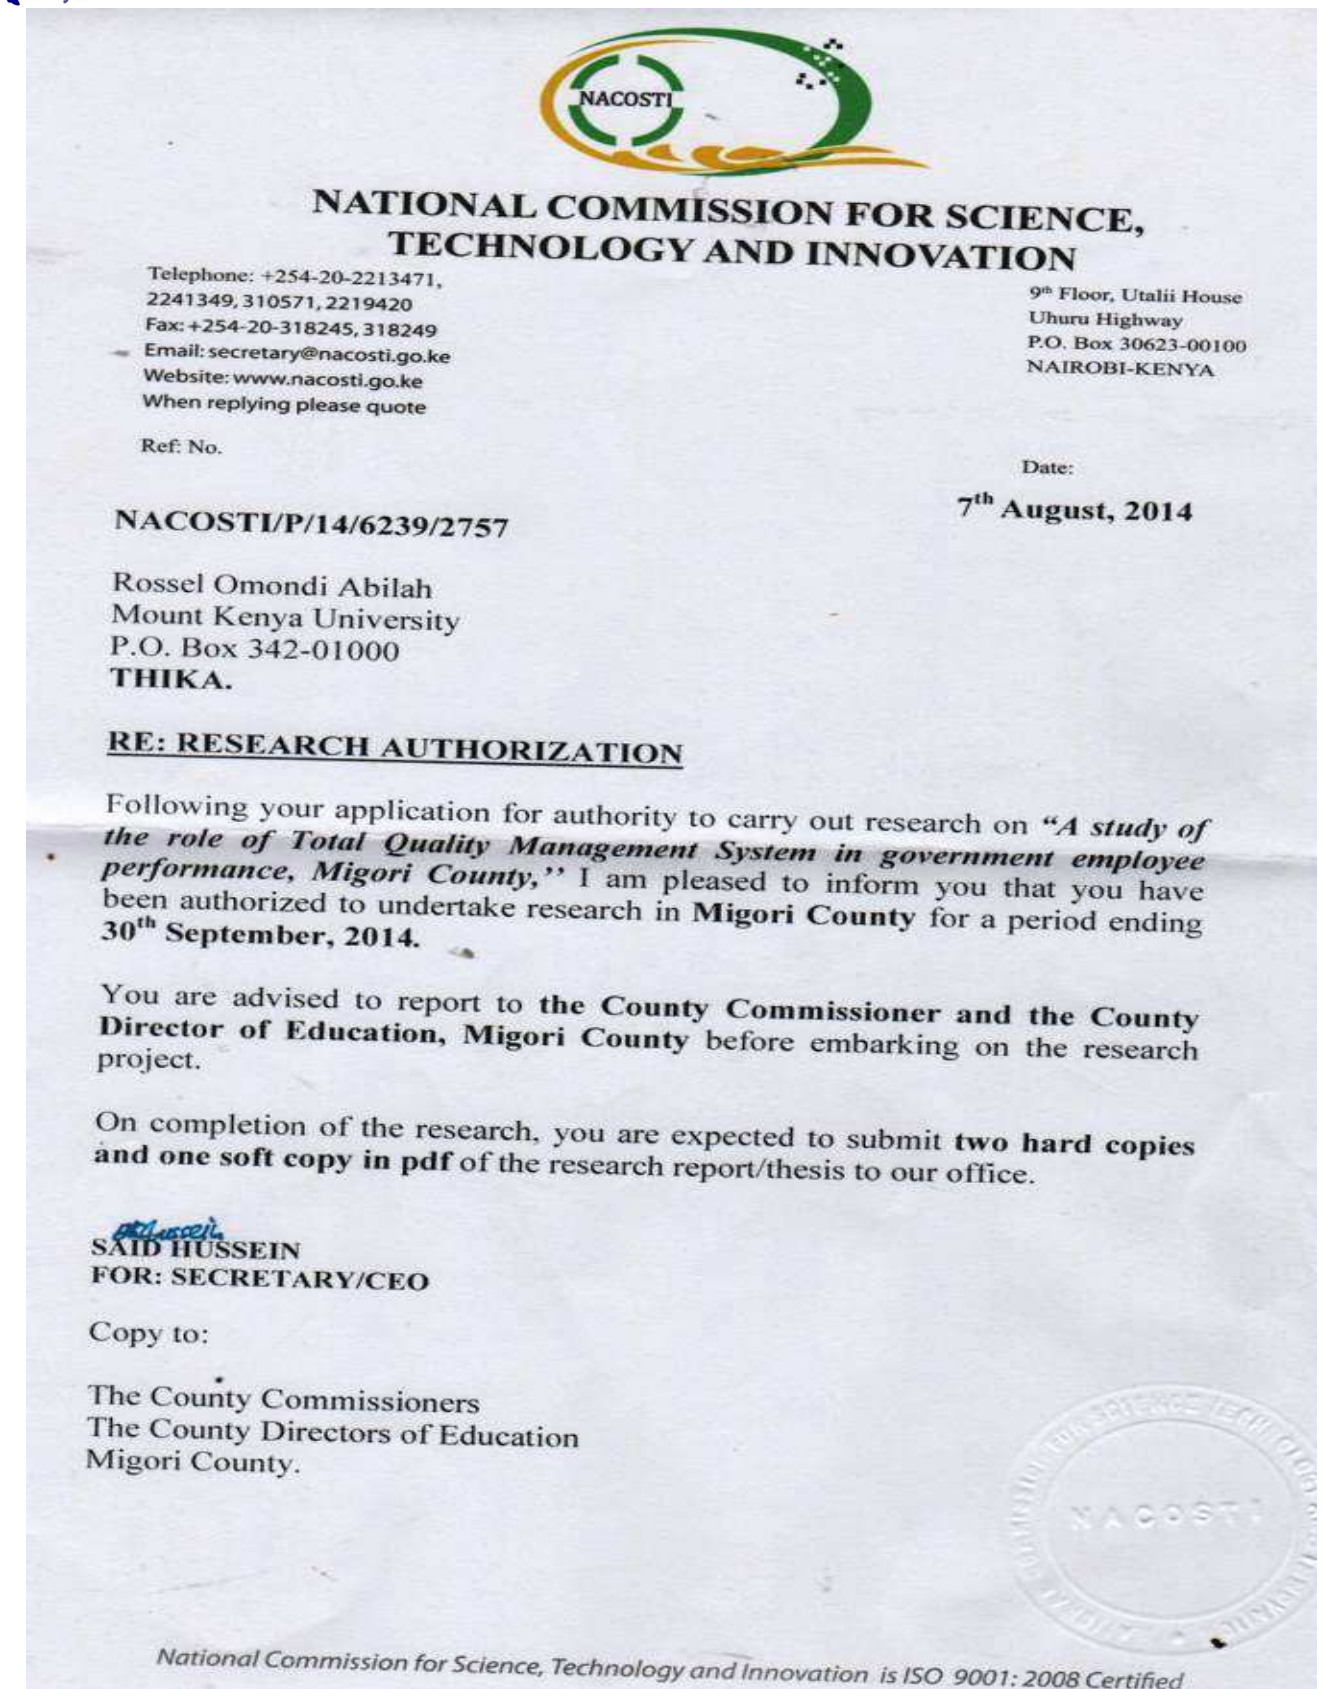 NACOSTI
NATIONAL COMMISSION FOR SCIENCE,
TECHNOLOGY AND INNOVATION
Telephone: +254-20-2213471,
2241349, 310571, 2219420
Fax: +254-20-318245, 318249
Email: secretary@nacosti.go.ke
Website: www.nacosti.go.ke
When replying please quote
9th Floor, Utalii House
Uhuru Highway
P.O. Box 30623-00100
NAIROBI-KENYA
Ref: No.
Date:
NACOSTI/P/14/6239/2757
7th August, 2014
Rossel Omondi Abilah
Mount Kenya University
P.O. Box 342-01000
THIKA.
RE: RESEARCH AUTHORIZATION
Following your application for authority to carry out research on “A study of
the role of Total Quality Management System in government employee
performance, Migori County,’’ I am pleased to inform you that you have
been authorized to undertake research in Migori County for a period ending
30th September, 2014.
You are advised to report to the County Commissioner and the County
Director of Education, Migori County before embarking on the research
project.
On completion of the research, you are expected to submit two hard copies
and one soft copy in pdf of the research report/thesis to our office.
Hussein
SAID HUSSEIN
FOR: SECRETARY/CEO
Copy to:
The County Commissioners
The County Directors of Education
Migori County.
NACOSTI
National Commission for Science, Technology and Innovation is ISO 9001: 2008 Certified